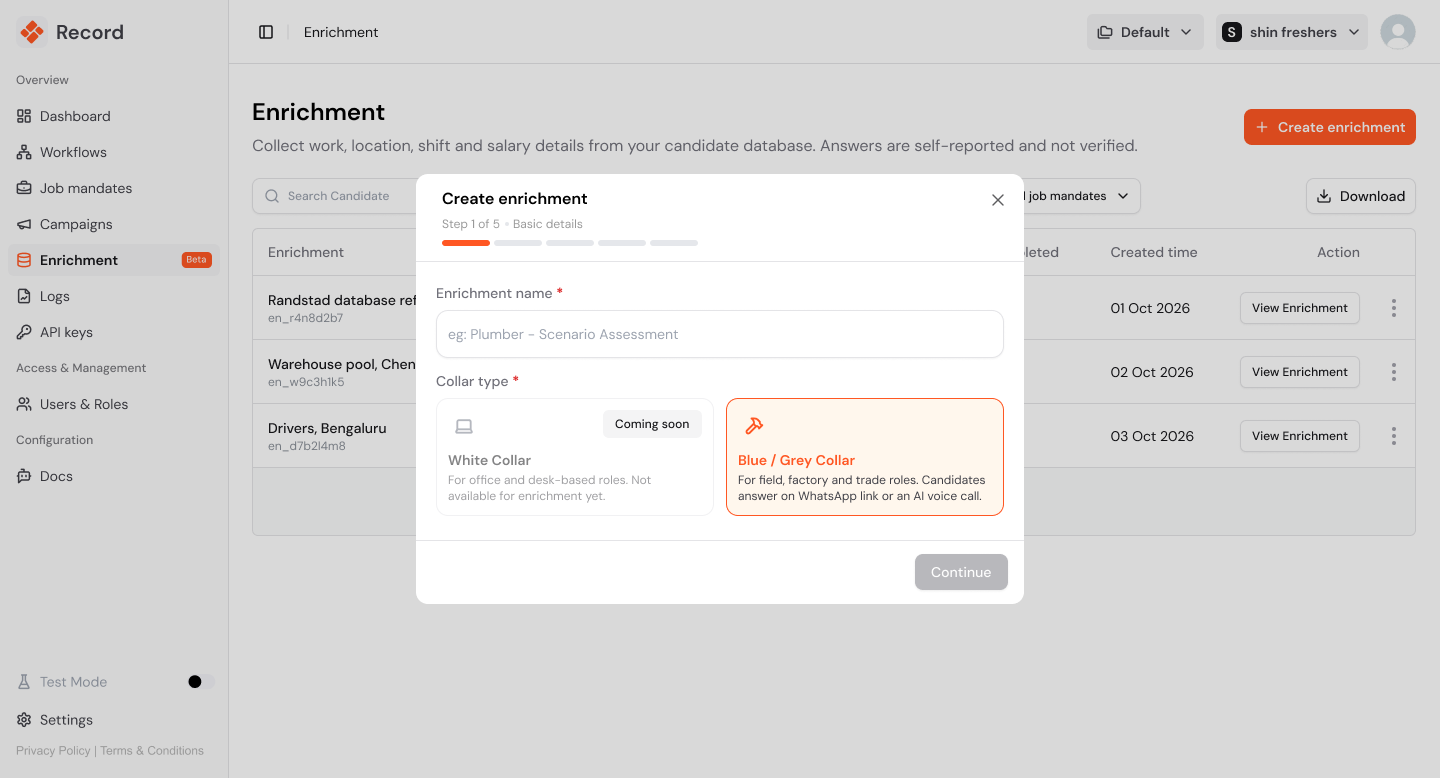 Record
Overview
Dashboard
Workflows
Job mandates
Campaigns
Enrichment Beta
Logs
API keys
Access & Management
Users & Roles
Configuration
Docs
Test Mode
Settings
Privacy Policy | Terms & Conditions
Enrichment
Default
S shin freshers
Enrichment
Collect work, location, shift and salary details from your candidate database. Answers are self-reported and not verified.
+ Create enrichment
Search Candidate
job mandates
Download
Enrichment
Created time
Action
Randstad database
en_r4n8d2b7
01 Oct 2026
View Enrichment
Warehouse pool,
en_w9c3h1k5
02 Oct 2026
View Enrichment
Drivers, Bengaluru
en_d7b2l4m8
03 Oct 2026
View Enrichment
Create enrichment
Step 1 of 5 • Basic details
Enrichment name *
eg: Plumber - Scenario Assessment
Collar type *
Coming soon
White Collar
For office and desk-based roles. Not
available for enrichment yet.
Blue / Grey Collar
For field, factory and trade roles. Candidates
answer on WhatsApp link or an AI voice call.
Continue